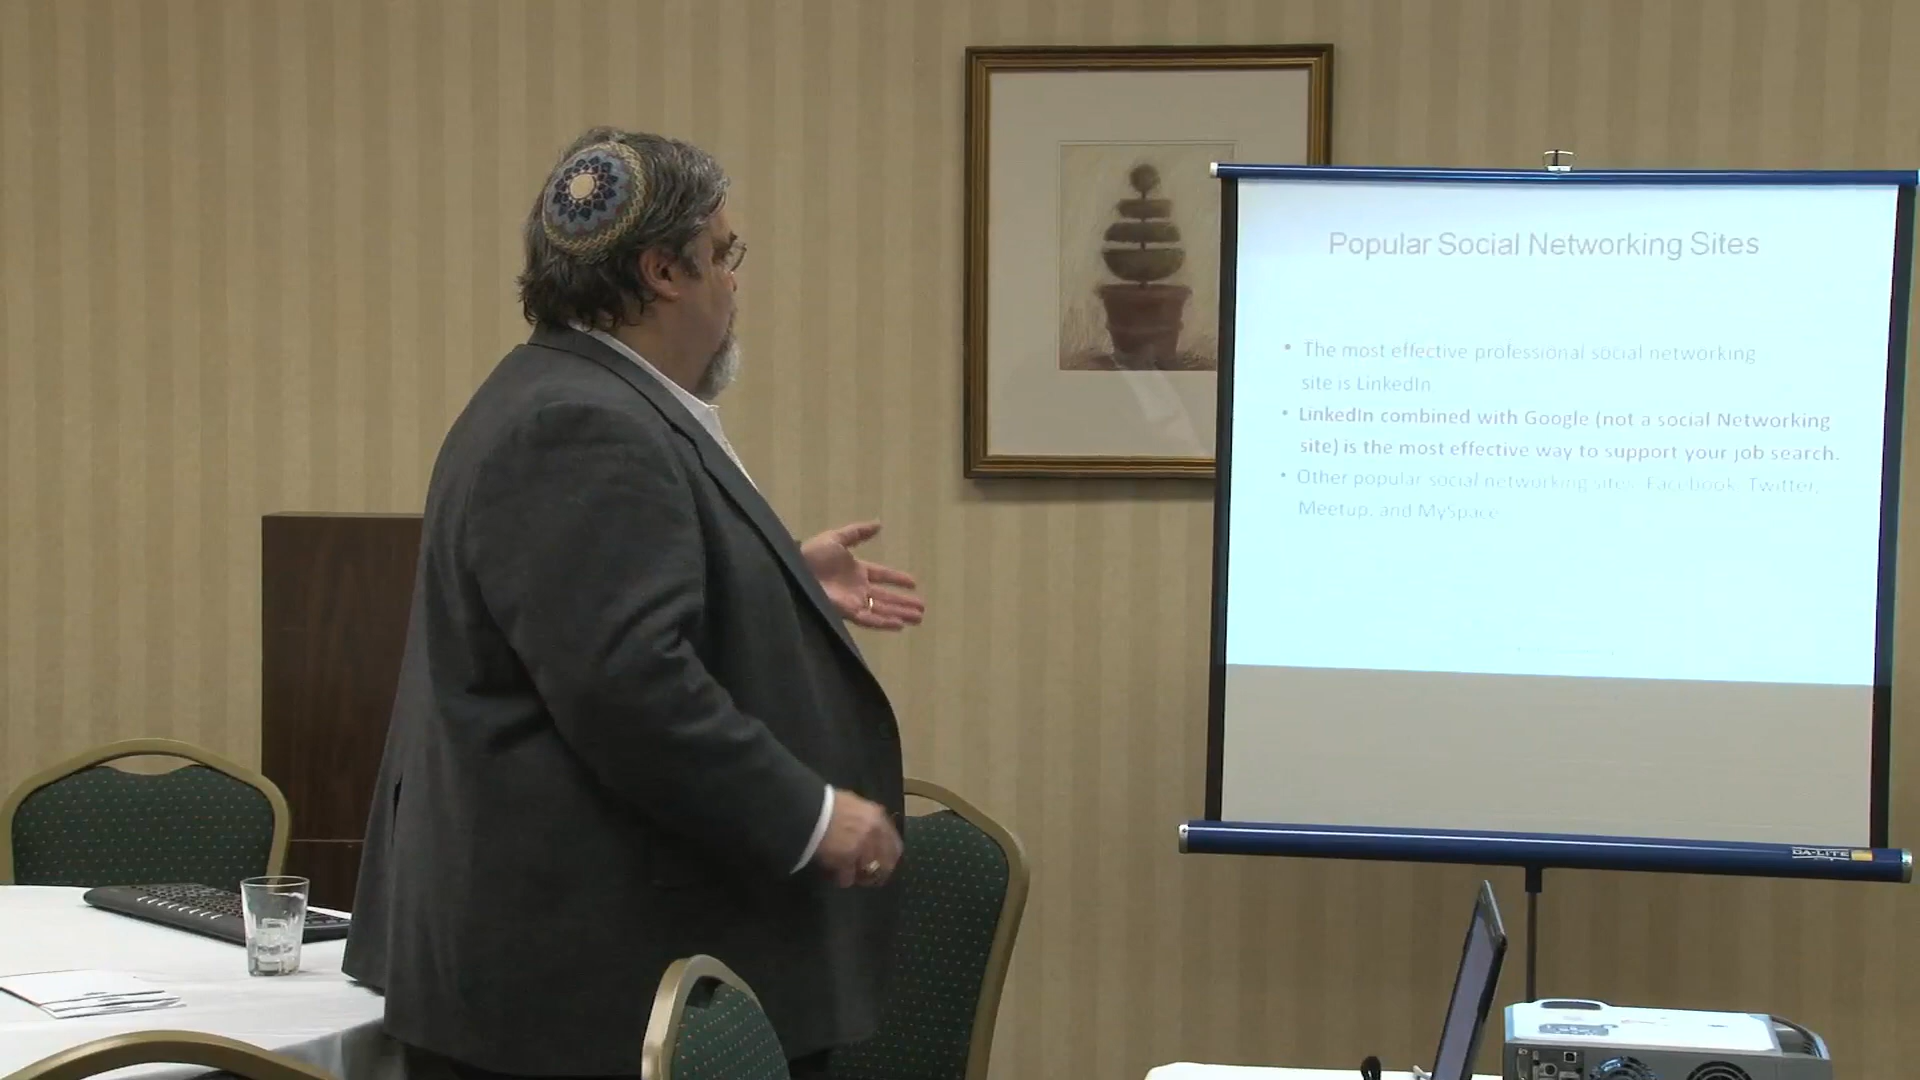 Popular Social Networking Sites
• The most effective professional social networking
site is LinkedIn
• LinkedIn combined with Google (not a social Networking
site) is the most effective way to support your job search.
• Other popular social networking sites: Facebook, Twitter,
Meetup, and MySpace
DA-LITE